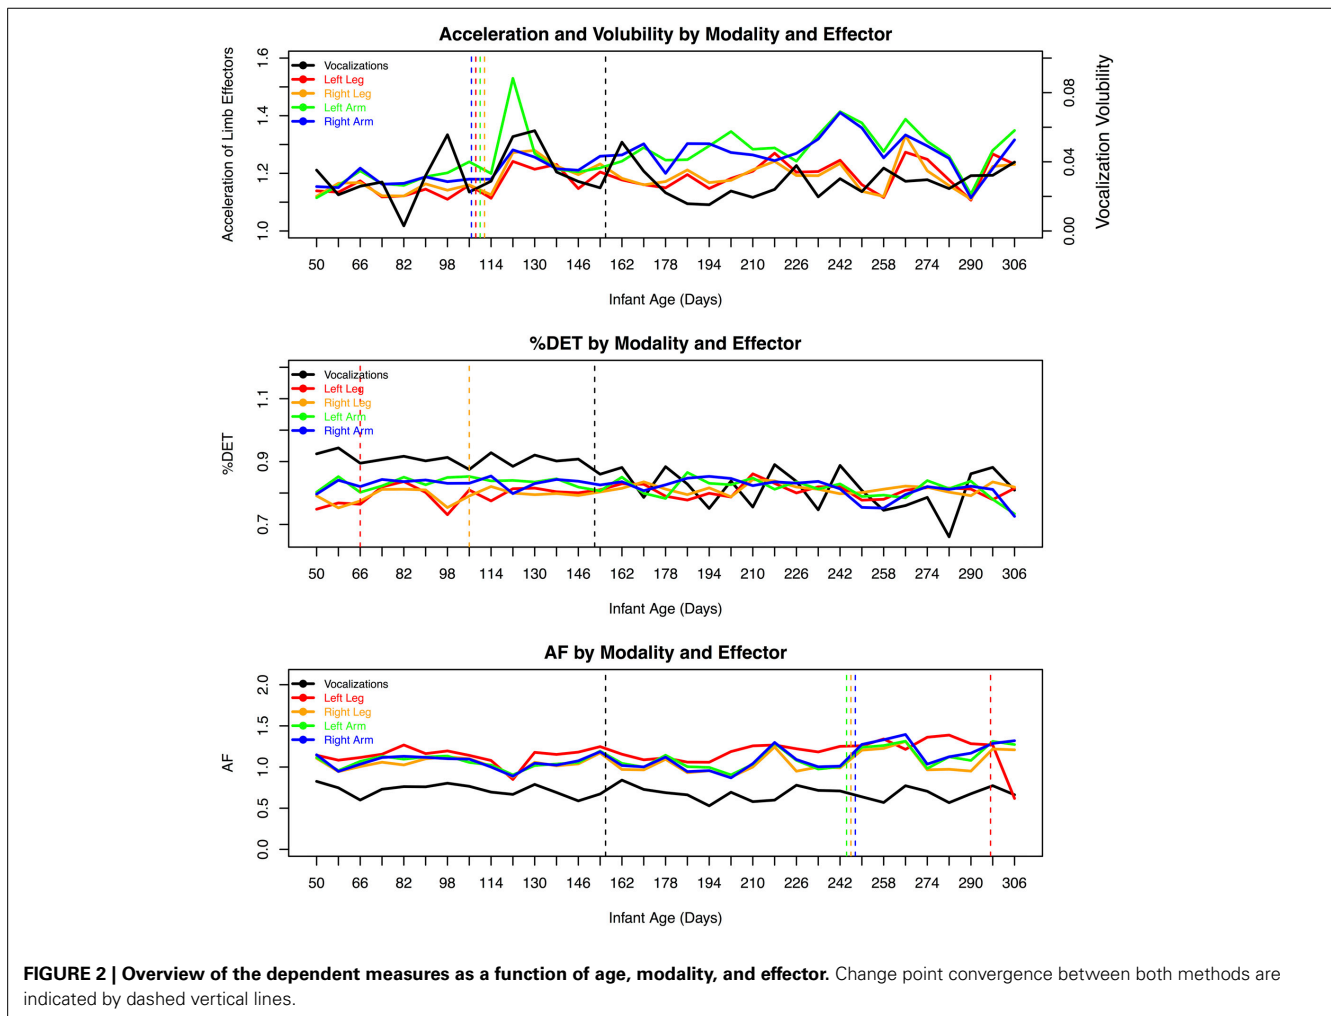 Acceleration and Volubility by Modality and Effector
Acceleration of Limb Effectors
1.0 1.2 1.4 1.6
Vocalizations
Left Leg
Right Leg
Left Arm
Right Arm
0.00 0.04 0.08
Vocalization Volubility
50 66 82 98 114 130 146 162 178 194 210 226 242 258 274 290 306
Infant Age (Days)
%DET by Modality and Effector
%DET
0.7 0.9 1.1
Vocalizations
Left Leg
Right Leg
Left Arm
Right Arm
50 66 82 98 114 130 146 162 178 194 210 226 242 258 274 290 306
Infant Age (Days)
AF by Modality and Effector
AF
0.0 0.5 1.0 1.5 2.0
Vocalizations
Left Leg
Right Leg
Left Arm
Right Arm
50 66 82 98 114 130 146 162 178 194 210 226 242 258 274 290 306
Infant Age (Days)
FIGURE 2 | Overview of the dependent measures as a function of age, modality, and effector. Change point convergence between both methods are
indicated by dashed vertical lines.